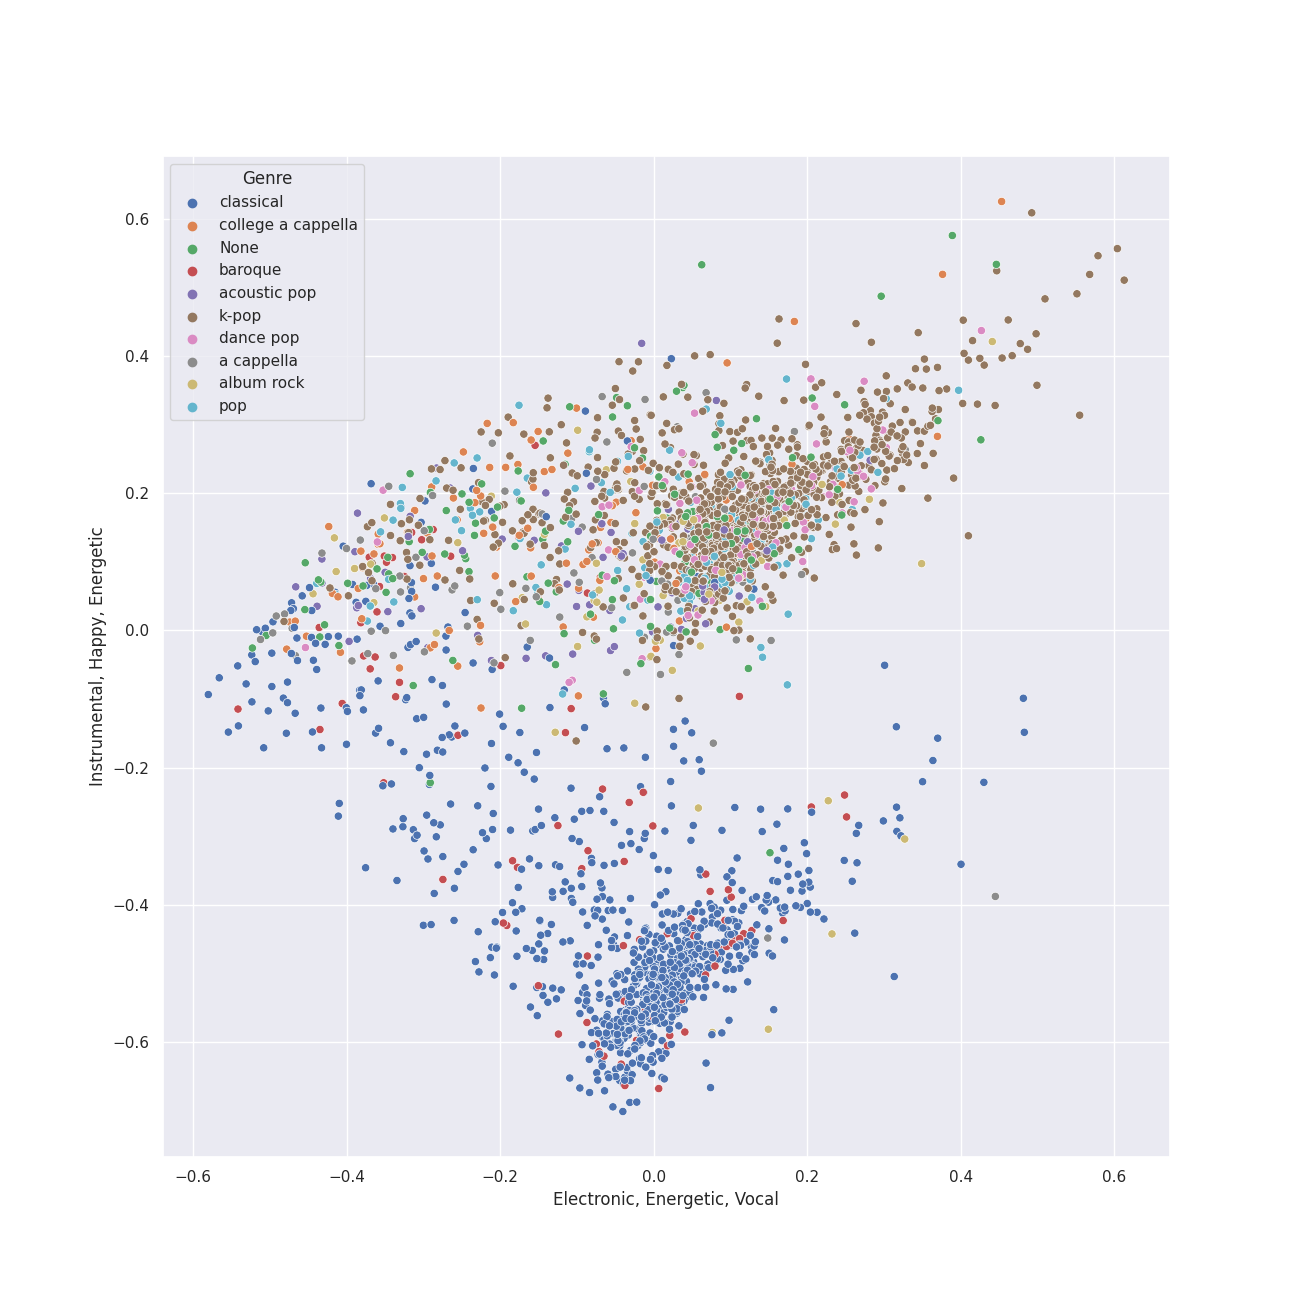 Genre
classical
college a cappella
None
baroque
acoustic pop
k-pop
dance pop
a cappella
album rock
pop
0.6
0.4
0.2
0.0
−0.2
−0.4
−0.6
Instrumental, Happy, Energetic
−0.6 −0.4 −0.2 0.0 0.2 0.4 0.6
Electronic, Energetic, Vocal